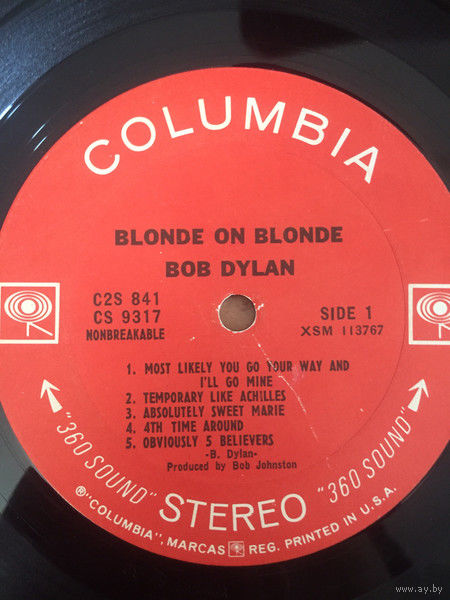 COLUMBIA
BLONDE ON BLONDE
BOB DYLAN
C2S 841
CS 9317
NONBREAKABLE
SIDE 1
XSM 113767
1. MOST LIKELY YOU GO YOUR WAY AND
I'LL GO MINE
2. TEMPORARY LIKE ACHILLES
3. ABSOLUTELY SWEET MARIE
4. 4TH TIME AROUND
5. OBVIOUSLY 5 BELIEVERS
-B. Dylan-
Produced by Bob Johnston
"360 SOUND" STEREO "360 SOUND"
®"COLUMBIA", MARCAS REG. PRINTED IN U.S.A.
www.ay.by